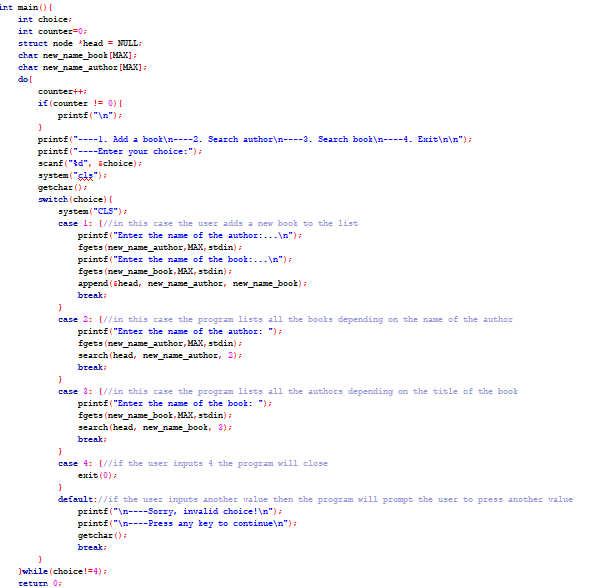 int main(){
int choice;
int counter=0;
struct node *head = NULL;
char new_name_book[MAX];
char new_name_author[MAX];
do{
counter++;
if(counter != 0){
printf("\n");
}
printf("----1. Add a book\n----2. Search author\n----3. Search book\n----4. Exit\n\n");
printf("----Enter your choice:");
scanf("%d", &choice);
system("cls");
getchar();
switch(choice){
system("CLS");
case 1: {//in this case the user adds a new book to the list
printf("Enter the name of the author:...\n");
fgets(new_name_author,MAX,stdin);
printf("Enter the name of the book:...\n");
fgets(new_name_book,MAX,stdin);
append(&head, new_name_author, new_name_book);
break;
}
case 2: {//in this case the program lists all the books depending on the name of the author
printf("Enter the name of the author: ");
fgets(new_name_author,MAX,stdin);
search(head, new_name_author, 2);
break;
}
case 3: {//in this case the program lists all the authors depending on the title of the book
printf("Enter the name of the book: ");
fgets(new_name_book,MAX,stdin);
search(head, new_name_book, 3);
break;
}
case 4: {//if the user inputs 4 the program will close
exit(0);
}
default://if the user inputs another value then the program will prompt the user to press another value
printf("\n----Sorry, invalid choice!\n");
printf("\n----Press any key to continue\n");
getchar();
break;
}
}while(choice!=4);
return 0;